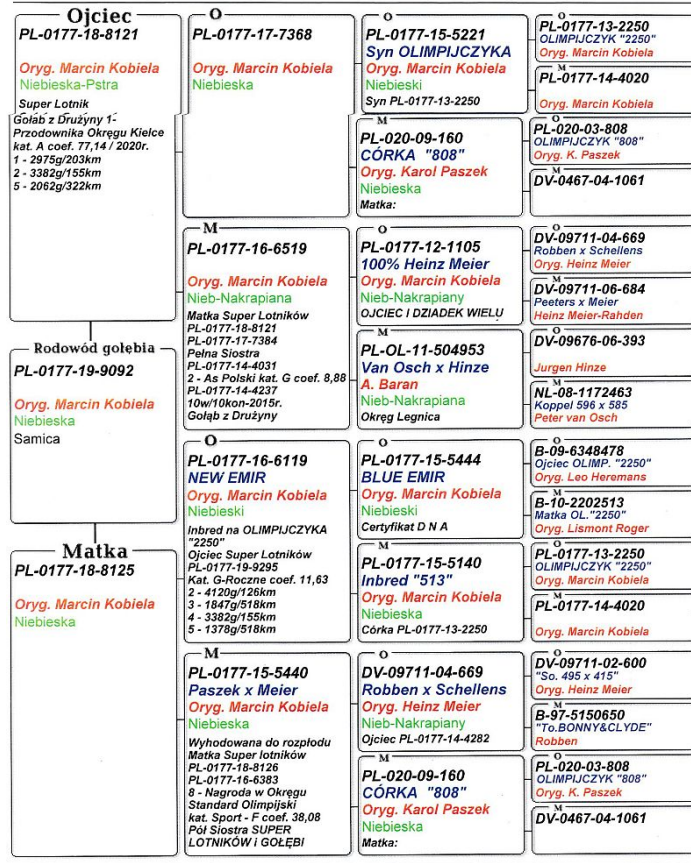 Ojciec
PL-0177-18-8121
Oryg. Marcin Kobiela
Niebieska-Pstra
Super Lotnik
Gołąb z Drużyny 1-
Przodownika Okręgu Kielce
kat. A coef. 77,14 / 2020r.
1 - 2975g/203km
2 - 3382g/155km
5 - 2062g/322km
Rodowód gołębia
PL-0177-19-9092
Oryg. Marcin Kobiela
Niebieska
Samica
Matka
PL-0177-18-8125
Oryg. Marcin Kobiela
Niebieska
O
PL-0177-17-7368
Oryg. Marcin Kobiela
Niebieska
M
PL-0177-16-6519
Oryg. Marcin Kobiela
Nieb-Nakrapiana
Matka Super Lotników
PL-0177-18-8121
PL-0177-17-7384
Pełna Siostra
PL-0177-14-4031
2 - As Polski kat. G coef. 8,88
PL-0177-14-4237
10w/10kon-2015r.
Gołąb z Drużyny
O
PL-0177-16-6119
NEW EMIR
Oryg. Marcin Kobiela
Niebieski
Inbred na OLIMPIJCZYKA
"2250"
Ojciec Super Lotników
PL-0177-19-9295
Kat. G-Roczne coef. 11,63
2 - 4120g/126km
3 - 1847g/518km
4 - 3382g/155km
5 - 1378g/518km
M
PL-0177-15-5440
Paszek x Meier
Oryg. Marcin Kobiela
Niebieska
Wyhodowana do rozpłodu
Matka Super lotników
PL-0177-18-8126
PL-0177-16-6383
8 - Nagroda w Okręgu
Standard Olimpijski
kat. Sport - F coef. 38,08
Pół Siostra SUPER
LOTNIKÓW i GOŁĘBI
O
PL-0177-15-5221
Syn OLIMPIJCZYKA
Oryg. Marcin Kobiela
Niebieski
Syn PL-0177-13-2250
M
PL-020-09-160
CÓRKA "808"
Oryg. Karol Paszek
Niebieska
Matka:
O
PL-0177-12-1105
100% Heinz Meier
Oryg. Marcin Kobiela
Nieb-Nakrapiany
OJCIEC I DZIADEK WIELU
M
PL-OL-11-504953
Van Osch x Hinze
A. Baran
Nieb-Nakrapiana
Okręg Legnica
O
PL-0177-15-5444
BLUE EMIR
Oryg. Marcin Kobiela
Niebieski
Certyfikat D N A
M
PL-0177-15-5140
Inbred "513"
Oryg. Marcin Kobiela
Niebieska
Córka PL-0177-13-2250
O
DV-09711-04-669
Robben x Schellens
Oryg. Heinz Meier
Nieb-Nakrapiany
Ojciec PL-0177-14-4282
M
PL-020-09-160
CÓRKA "808"
Oryg. Karol Paszek
Niebieska
Matka:
O
PL-0177-13-2250
OLIMPIJCZYK "2250"
Oryg. Marcin Kobiela
M
PL-0177-14-4020
Oryg. Marcin Kobiela
O
PL-020-03-808
OLIMPIJCZYK "808"
Oryg. K. Paszek
M
DV-0467-04-1061
O
DV-09711-04-669
Robben x Schellens
Oryg. Heinz Meier
M
DV-09711-06-684
Peeters x Meier
Heinz Meier-Rahden
O
DV-09676-06-393
Jurgen Hinze
M
NL-08-1172463
Koppel 596 x 585
Peter van Osch
O
B-09-6348478
Ojciec OLIMP. "2250"
Oryg. Leo Heremans
M
B-10-2202513
Matka OL."2250"
Oryg. Lismont Roger
O
PL-0177-13-2250
OLIMPIJCZYK "2250"
Oryg. Marcin Kobiela
M
PL-0177-14-4020
Oryg. Marcin Kobiela
O
DV-09711-02-600
"So. 495 x 415"
Oryg. Heinz Meier
M
B-97-5150650
"To.BONNY&CLYDE"
Robben
O
PL-020-03-808
OLIMPIJCZYK "808"
Oryg. K. Paszek
M
DV-0467-04-1061